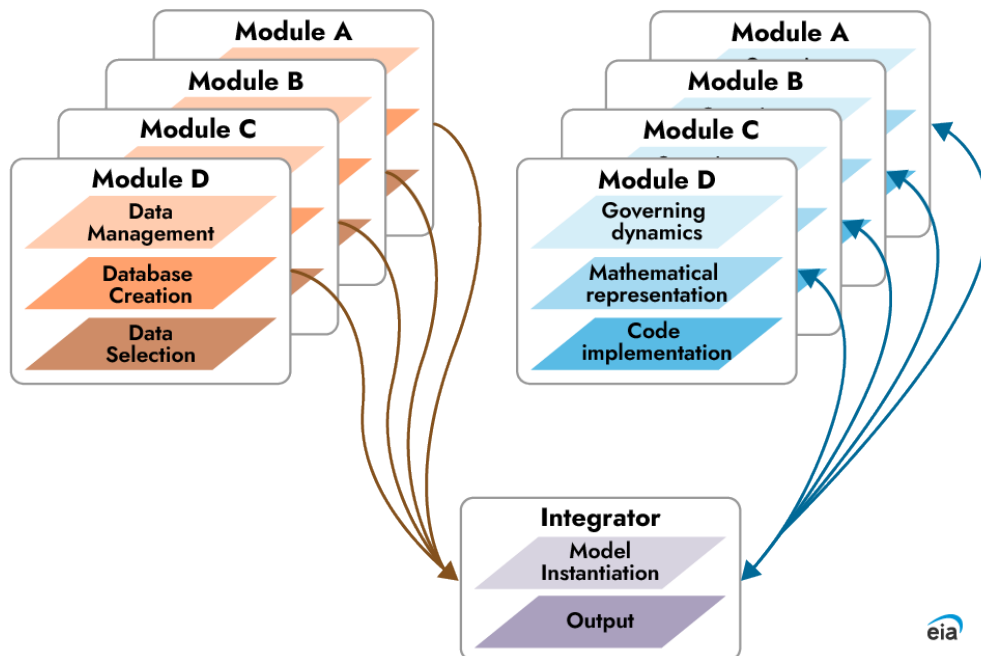 Module A
Module B
Module C
Module D
Data
Management
Database
Creation
Data
Selection
Module A
Module B
Module C
Module D
Governing
dynamics
Mathematical
representation
Code
implementation
Integrator
Model
Instantiation
Output
eia